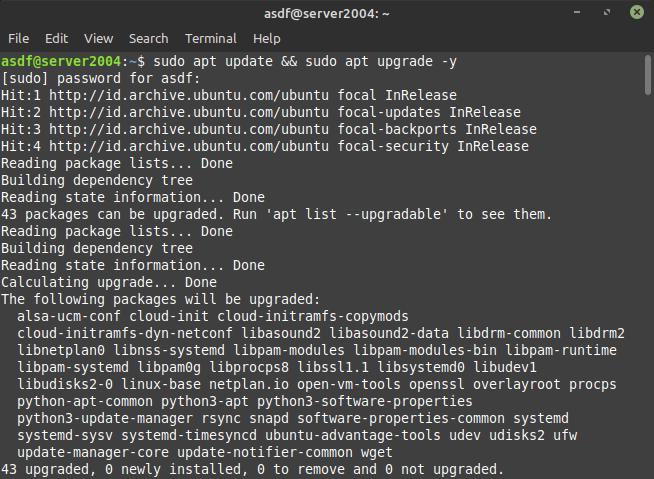 asdf@server2004: ~
File Edit View Search Terminal Help
asdf@server2004:~$ sudo apt update && sudo apt upgrade -y
[sudo] password for asdf:
Hit:1 http://id.archive.ubuntu.com/ubuntu focal InRelease
Hit:2 http://id.archive.ubuntu.com/ubuntu focal-updates InRelease
Hit:3 http://id.archive.ubuntu.com/ubuntu focal-backports InRelease
Hit:4 http://id.archive.ubuntu.com/ubuntu focal-security InRelease
Reading package lists... Done
Building dependency tree
Reading state information... Done
43 packages can be upgraded. Run 'apt list --upgradable' to see them.
Reading package lists... Done
Building dependency tree
Reading state information... Done
Calculating upgrade... Done
The following packages will be upgraded:
  alsa-ucm-conf cloud-init cloud-initramfs-copymods
  cloud-initramfs-dyn-netconf libasound2 libasound2-data libdrm-common libdrm2
  libnetplan0 libnss-systemd libpam-modules libpam-modules-bin libpam-runtime
  libpam-systemd libpam0g libprocps8 libssl1.1 libsystemd0 libudev1
  libudisks2-0 linux-base netplan.io open-vm-tools openssl overlayroot procps
  python-apt-common python3-apt python3-software-properties
  python3-update-manager rsync snapd software-properties-common systemd
  systemd-sysv systemd-timesyncd ubuntu-advantage-tools udev udisks2 ufw
  update-manager-core update-notifier-common wget
43 upgraded, 0 newly installed, 0 to remove and 0 not upgraded.